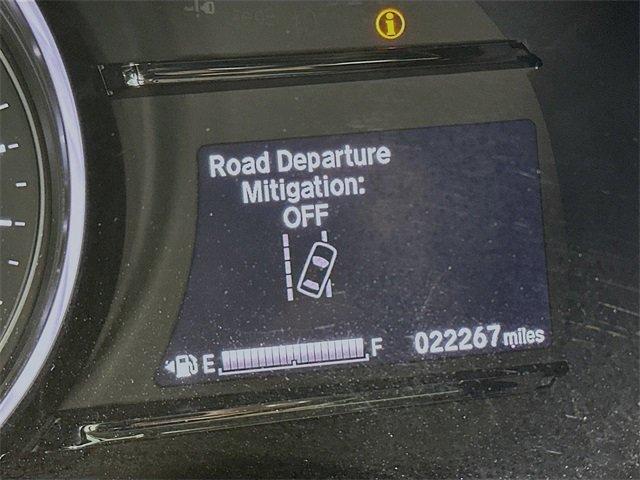 Road Departure
Mitigation:
OFF
E F
022267 miles